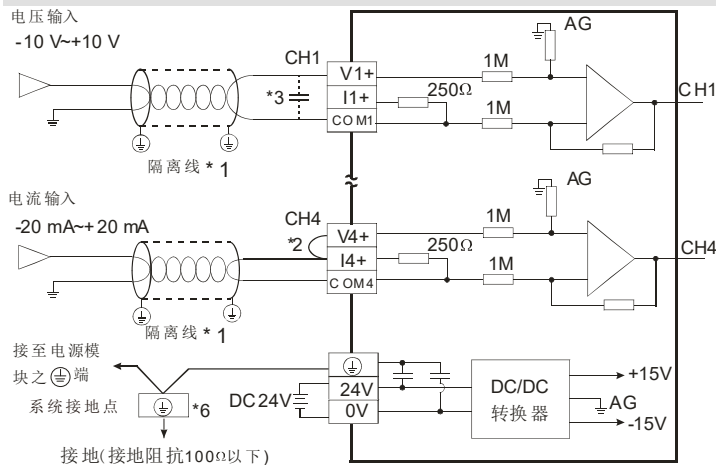 电压输入
-10 V~+10 V
CH1
*3
V1+
I1+
COM1
250Ω
1M
1M
AG
CH1
隔离线 * 1
电流输入
-20 mA~+20 mA
CH4
*2
V4+
I4+
COM4
250Ω
1M
1M
AG
CH4
隔离线 * 1
接至电源模
块之 端
系统接地点
*6
接地(接地阻抗100Ω以下)
DC24V
24V
0V
DC/DC
转换器
+15V
AG
-15V